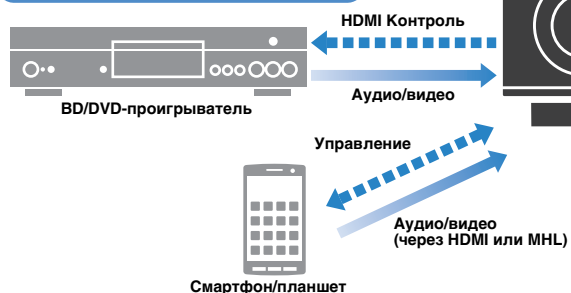 HDMI Контроль
Аудио/видео
BD/DVD-проигрыватель
Управление
Аудио/видео
(через HDMI или MHL)
Смартфон/планшет